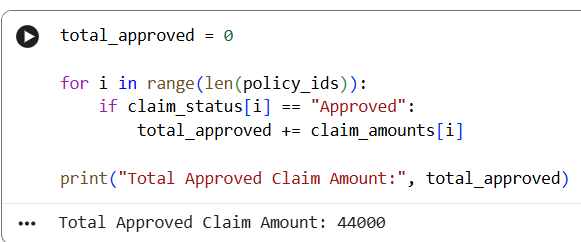 total_approved = 0
for i in range(len(policy_ids)):
    if claim_status[i] == "Approved":
        total_approved += claim_amounts[i]
print("Total Approved Claim Amount:", total_approved)
••• Total Approved Claim Amount: 44000